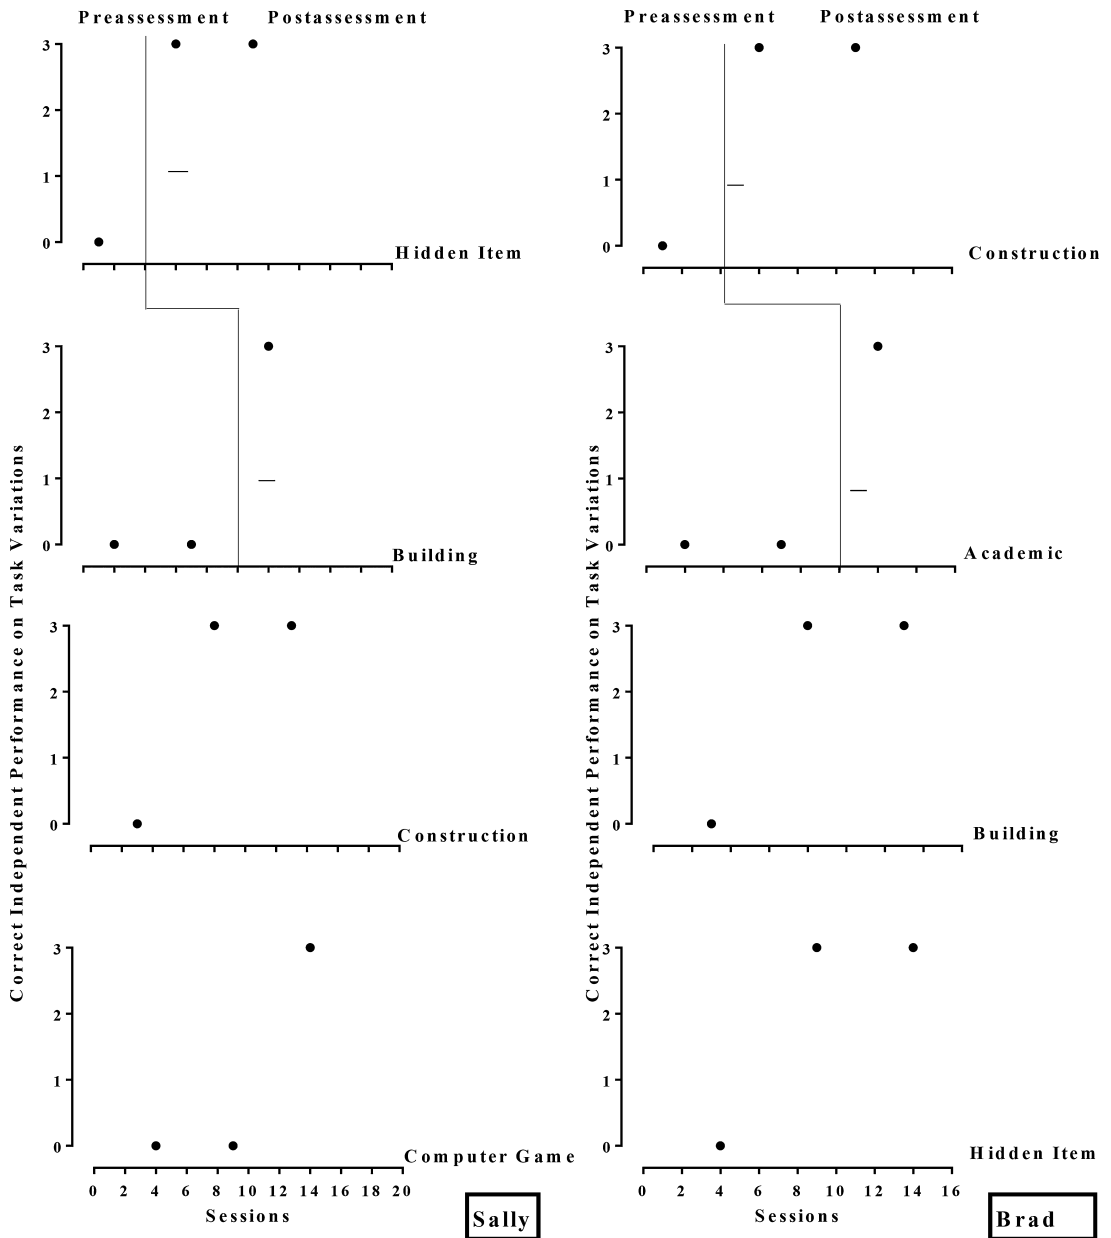 Preassessment Postassessment
3
2
1
0
Hidden Item
3
2
1
0
Building
3
2
1
0
Construction
3
2
1
0
Computer Game
0 2 4 6 8 10 12 14 16 18 20
Sessions
Sally
Correct Independent Performance on Task Variations
Preassessment Postassessment
3
2
1
0
Construction
3
2
1
0
Academic
3
2
1
0
Building
3
2
1
0
Hidden Item
0 2 4 6 8 10 12 14 16
Sessions
Brad
Correct Independent Performance on Task Variations